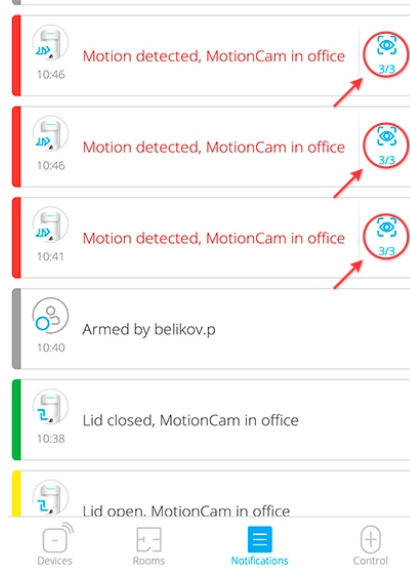 Motion detected, MotionCam in office
10:46
3/3
Motion detected, MotionCam in office
10:46
3/3
Motion detected, MotionCam in office
10:41
3/3
Armed by belikov.p
10:40
Lid closed, MotionCam in office
10:38
Lid open, MotionCam in office
Devices
Rooms
Notifications
Control